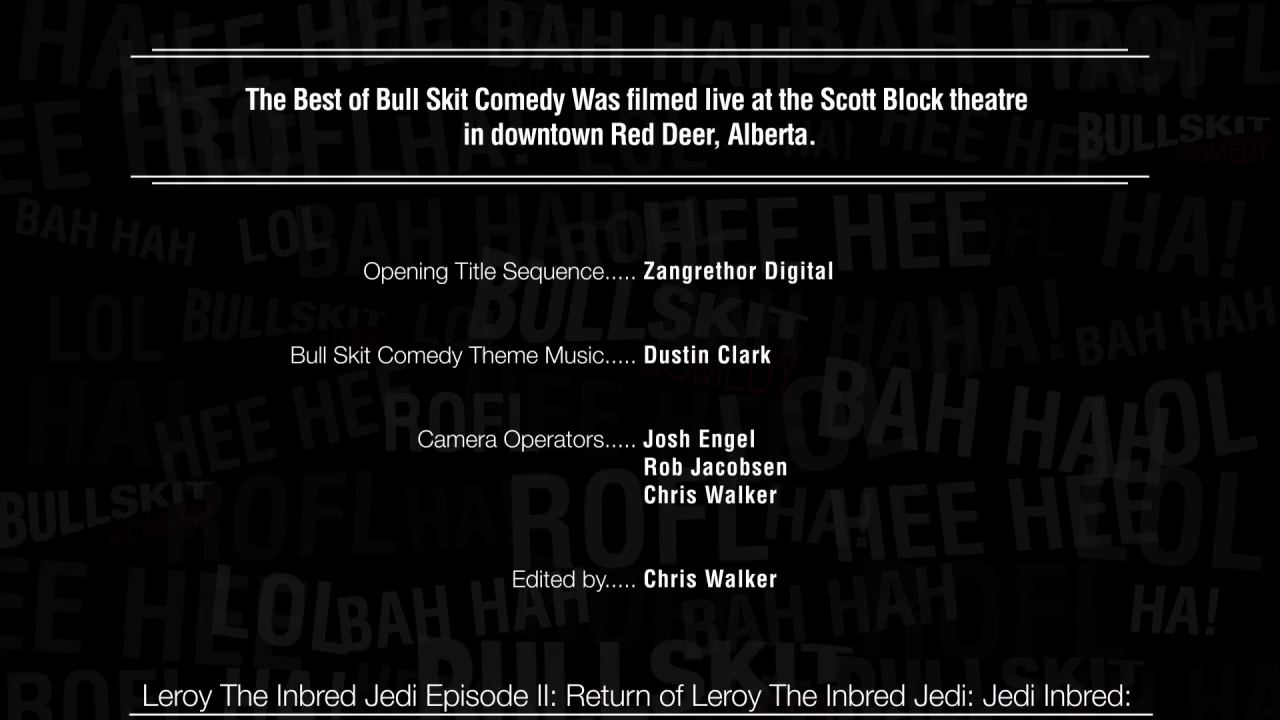 The Best of Bull Skit Comedy Was filmed live at the Scott Block theatre
in downtown Red Deer, Alberta.
Opening Title Sequence..... Zangrethor Digital
Bull Skit Comedy Theme Music..... Dustin Clark
Camera Operators..... Josh Engel
Rob Jacobsen
Chris Walker
Edited by..... Chris Walker
Leroy The Inbred Jedi Episode II: Return of Leroy The Inbred Jedi: Jedi Inbred: